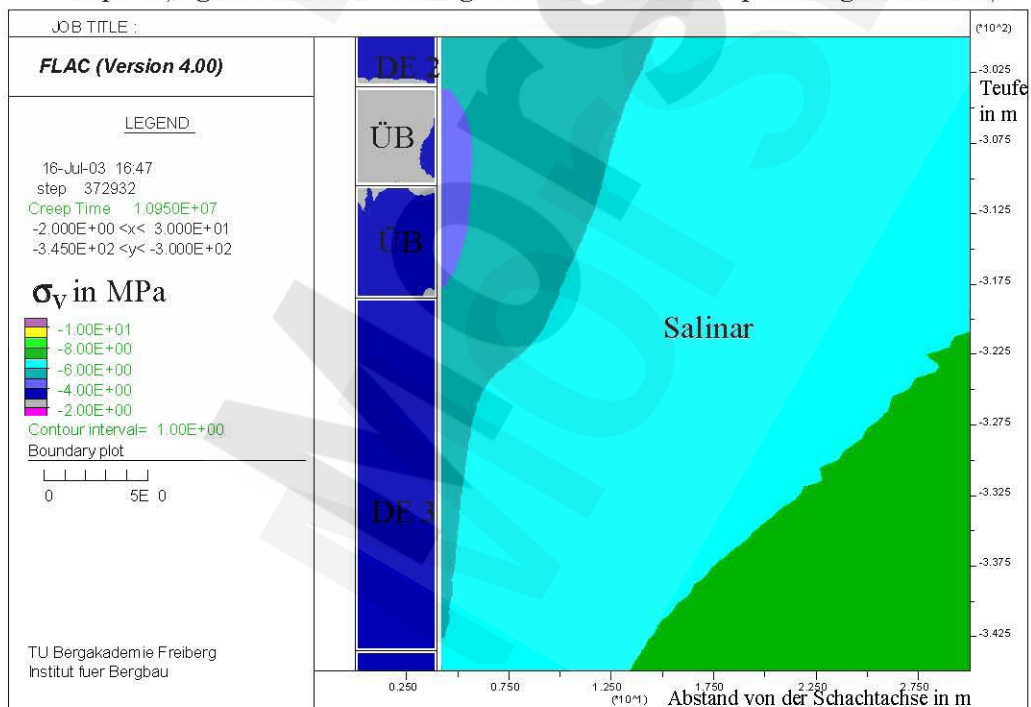 JOB TITLE :
FLAC (Version 4.00)
LEGEND
16-Jul-03 16:47
step 372932
Creep Time 1.0950E+07
-2.000E+00 <x< 3.000E+01
-3.450E+02 <y< -3.000E+02
σV in MPa
-1.00E+01
-8.00E+00
-6.00E+00
-4.00E+00
-2.00E+00
Contour interval= 1.00E+00
Boundary plot
0 5E 0
TU Bergakademie Freiberg
Institut fuer Bergbau
DE 2
ÜB
ÜB
DE 3
Salinar
(*10^2)
-3.025
Teufe
in m
-3.075
-3.125
-3.175
-3.225
-3.275
-3.325
-3.375
-3.425
0.250 0.750 1.250 1.750 2.250 2.750
(*10^1) Abstand von der Schachtachse in m